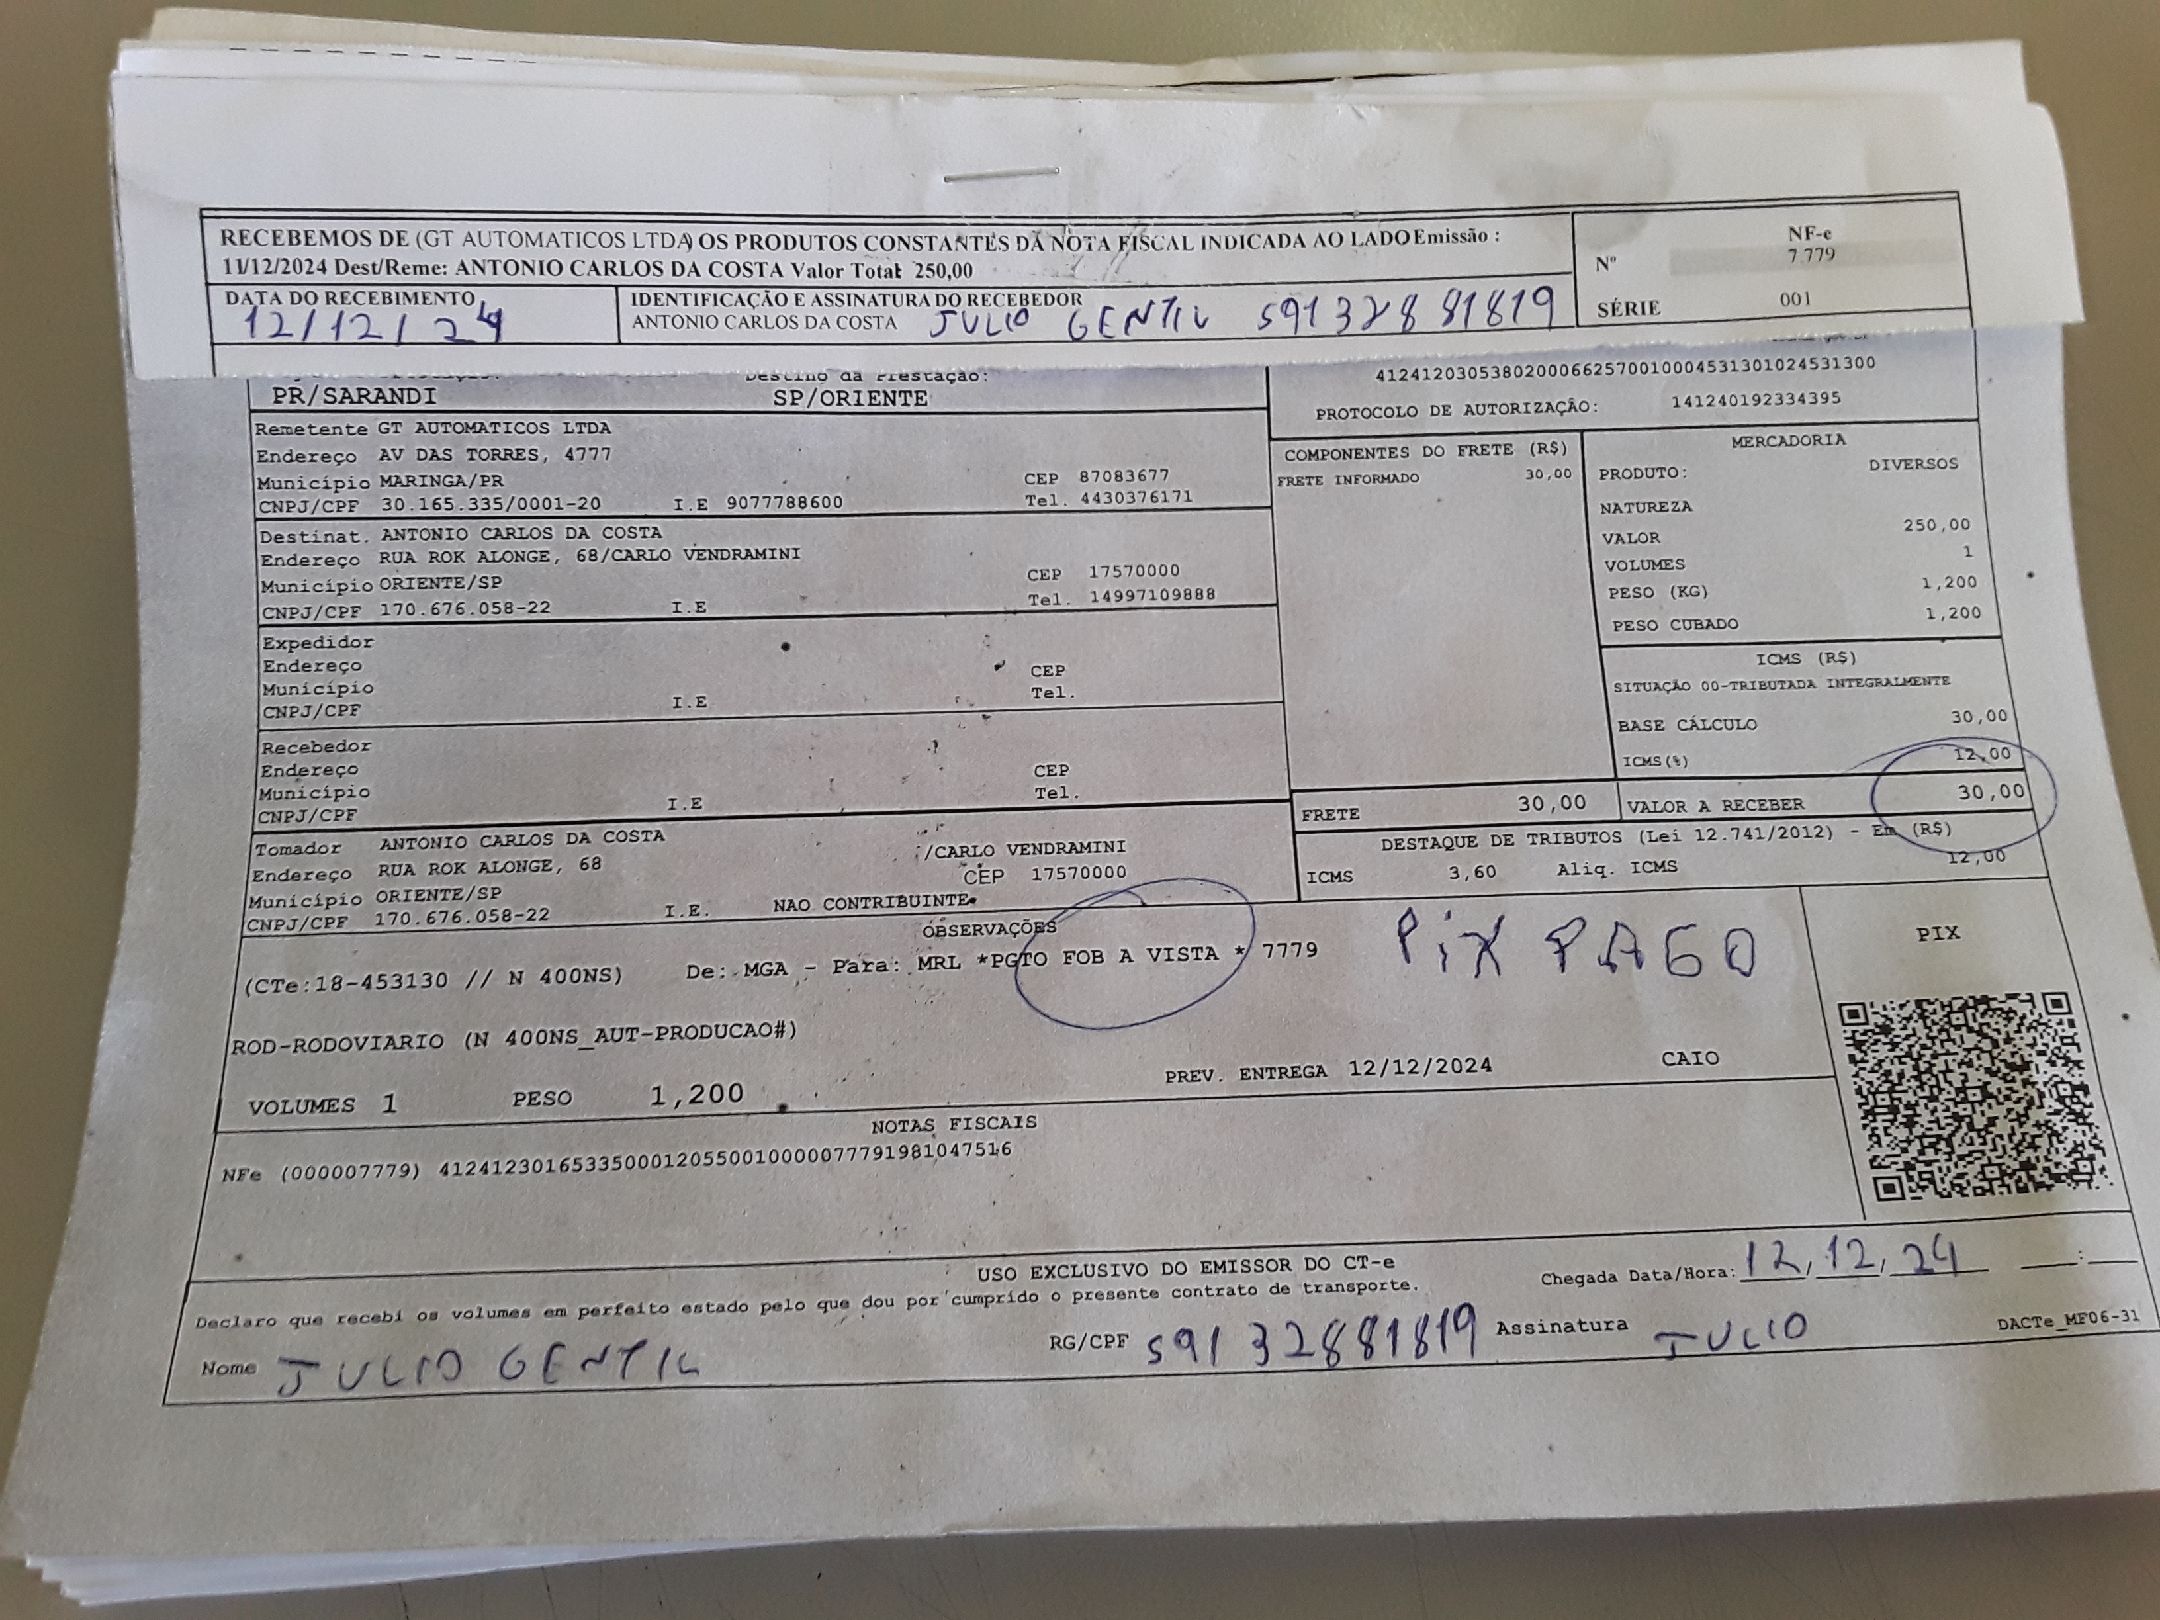 RECEBEMOS DE (GT AUTOMATICOS LTDA) OS PRODUTOS CONSTANTES DA NOTA FISCAL INDICADA AO LADO Emissão :
11/12/2024 Dest/Reme: ANTONIO CARLOS DA COSTA Valor Total: 250,00
NF-e
Nº 7.779
SÉRIE 001
DATA DO RECEBIMENTO
12/12/24
IDENTIFICAÇÃO E ASSINATURA DO RECEBEDOR
ANTONIO CARLOS DA COSTA JULIO GENTIL 59132881819
Destino da Prestação:
PR/SARANDI SP/ORIENTE
41241203053802000662570010004531301024531300
PROTOCOLO DE AUTORIZAÇÃO: 141240192334395
Remetente GT AUTOMATICOS LTDA
Endereço AV DAS TORRES, 4777
Município MARINGA/PR CEP 87083677
CNPJ/CPF 30.165.335/0001-20 I.E 9077788600 Tel. 4430376171
Destinat. ANTONIO CARLOS DA COSTA
Endereço RUA ROK ALONGE, 68/CARLO VENDRAMINI
Município ORIENTE/SP CEP 17570000
CNPJ/CPF 170.676.058-22 I.E Tel. 14997109888
Expedidor
Endereço
Município CEP
CNPJ/CPF I.E Tel.
Recebedor
Endereço
Município CEP
CNPJ/CPF I.E Tel.
Tomador ANTONIO CARLOS DA COSTA
Endereço RUA ROK ALONGE, 68 /CARLO VENDRAMINI
Município ORIENTE/SP CEP 17570000
CNPJ/CPF 170.676.058-22 I.E. NAO CONTRIBUINTE
COMPONENTES DO FRETE (R$)
FRETE INFORMADO 30,00
MERCADORIA
PRODUTO: DIVERSOS
NATUREZA
VALOR 250,00
VOLUMES 1
PESO (KG) 1,200
PESO CUBADO 1,200
ICMS (R$)
SITUAÇÃO 00-TRIBUTADA INTEGRALMENTE
BASE CÁLCULO 30,00
ICMS(%) 12,00
FRETE 30,00 VALOR A RECEBER 30,00
DESTAQUE DE TRIBUTOS (Lei 12.741/2012) - Em (R$)
ICMS 3,60 Aliq. ICMS 12,00
OBSERVAÇÕES
(CTe:18-453130 // N 400NS) De: MGA - Para: MRL *PGTO FOB A VISTA * 7779
PIX PAGO
PIX
ROD-RODOVIARIO (N 400NS_AUT-PRODUCAO#)
PREV. ENTREGA 12/12/2024 CAIO
VOLUMES 1 PESO 1,200
NOTAS FISCAIS
NFe (000007779) 41241230165335000120550010000077791981047516
USO EXCLUSIVO DO EMISSOR DO CT-e
Declaro que recebi os volumes em perfeito estado pelo que dou por cumprido o presente contrato de transporte.
Chegada Data/Hora: 12, 12, 24 __:__
Nome JULIO GENTIL RG/CPF 59132881819 Assinatura JULIO
DACTe_MF06-31